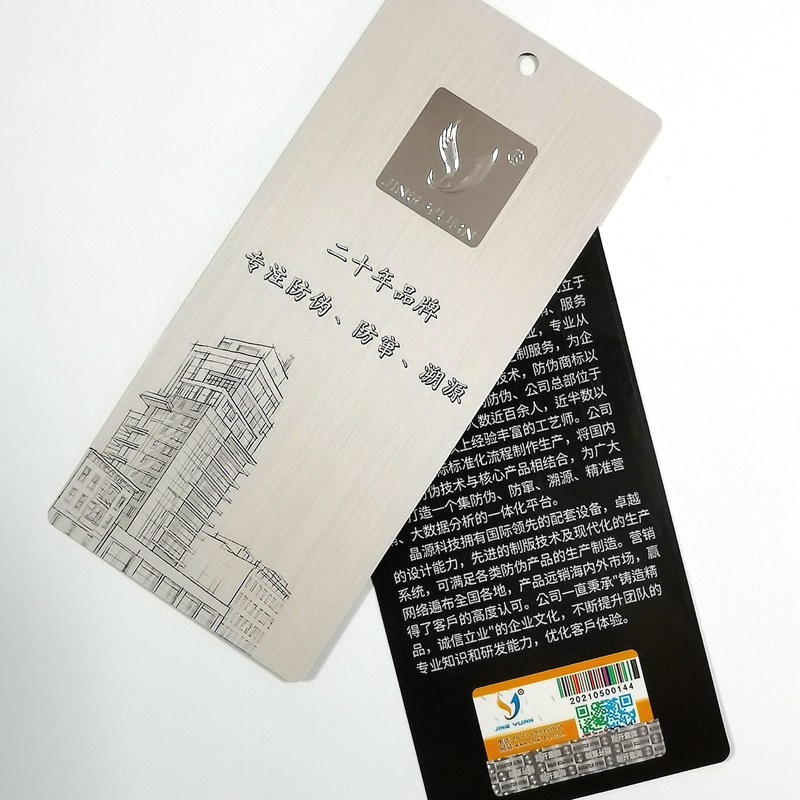 ®
JING YUAN
二十年品牌
专注防伪、防窜、溯源
立于
、服务
业，专业从
制服务，为企
技术，防伪商标以
防伪、公司总部位于
人数近百余人，近半数以
上经验丰富的工艺师。公司
际标准化流程制作生产，将国内
伪技术与核心产品相结合，为广大
打造一个集防伪、防窜、溯源、精准营
、大数据分析的一体化平台。
晶源科技拥有国际领先的配套设备，卓越
的设计能力，先进的制版技术及现代化的生产
系统，可满足各类防伪产品的生产制造。营销
网络遍布全国各地，产品远销海内外市场，赢
得了客户的高度认可。公司一直秉承"铸造精
品，诚信立业"的企业文化，不断提升团队的
专业知识和研发能力，优化客户体验。
®
JING YUAN
20210500144